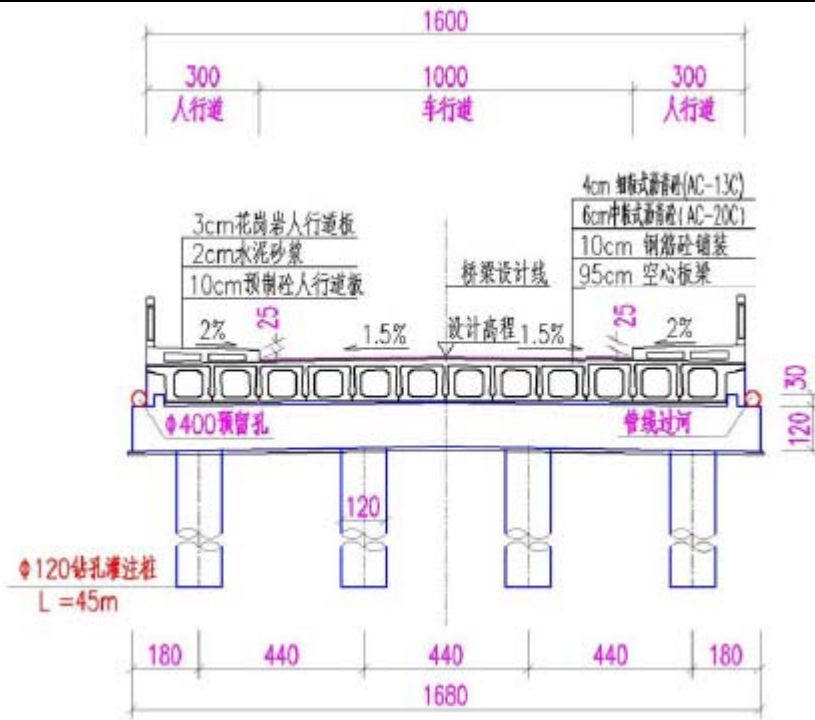 1600
300
1000
300
人行道
车行道
人行道
4cm 细粒式沥青砼(AC-13C)
3cm花岗岩人行道板
6cm中粒式沥青砼(AC-20C)
2cm水泥砂浆
10cm 钢筋砼铺装
10cm预制砼人行道板
桥梁设计线
95cm 空心板梁
2%
25
1.5%
设计高程
1.5%
25
2%
30
Φ400预留孔
管线过河
120
120
Φ120钻孔灌注桩
L =45m
180
440
440
440
180
1680